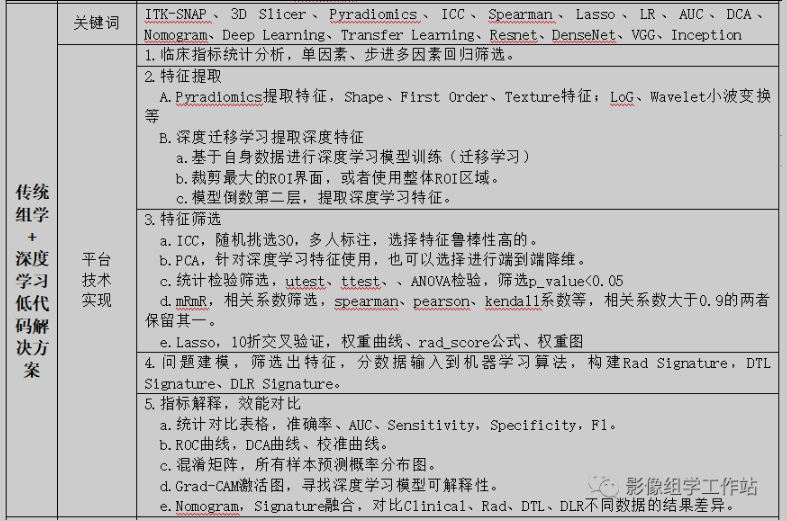 关键词
ITK-SNAP、3D Slicer、Pyradiomics、ICC、Spearman、Lasso、LR、AUC、DCA、
Nomogram、Deep Learning、Transfer Learning、Resnet、DenseNet、VGG、Inception
传统
组学
+
深度
学习
低代
码解
决方
案
平台
技术
实现
1.临床指标统计分析，单因素、步进多因素回归筛选。
2.特征提取
A.Pyradiomics提取特征，Shape、First Order、Texture特征；LoG、Wavelet小波变换
等
B.深度迁移学习提取深度特征
a.基于自身数据进行深度学习模型训练（迁移学习）
b.裁剪最大的ROI界面，或者使用整体ROI区域。
c.模型倒数第二层，提取深度学习特征。
3.特征筛选
a.ICC，随机挑选30，多人标注，选择特征鲁棒性高的。
b.PCA，针对深度学习特征使用，也可以选择进行端到端降维。
c.统计检验筛选，utest、ttest、、ANOVA检验，筛选p_value<0.05
d.mRmR，相关系数筛选，spearman、pearson、kendall系数等，相关系数大于0.9的两者
保留其一。
e.Lasso，10折交叉验证，权重曲线、rad_score公式、权重图
4.问题建模，筛选出特征，分数据输入到机器学习算法，构建Rad Signature，DTL
Signature、DLR Signature。
5.指标解释，效能对比
a.统计对比表格，准确率、AUC、Sensitivity，Specificity，F1。
b.ROC曲线，DCA曲线、校准曲线。
c.混淆矩阵，所有样本预测概率分布图。
d.Grad-CAM激活图，寻找深度学习模型可解释性。
e.Nomogram，Signature融合，对比Clinical、Rad、DTL、DLR不同数据的结果差异。
影像组学工作站